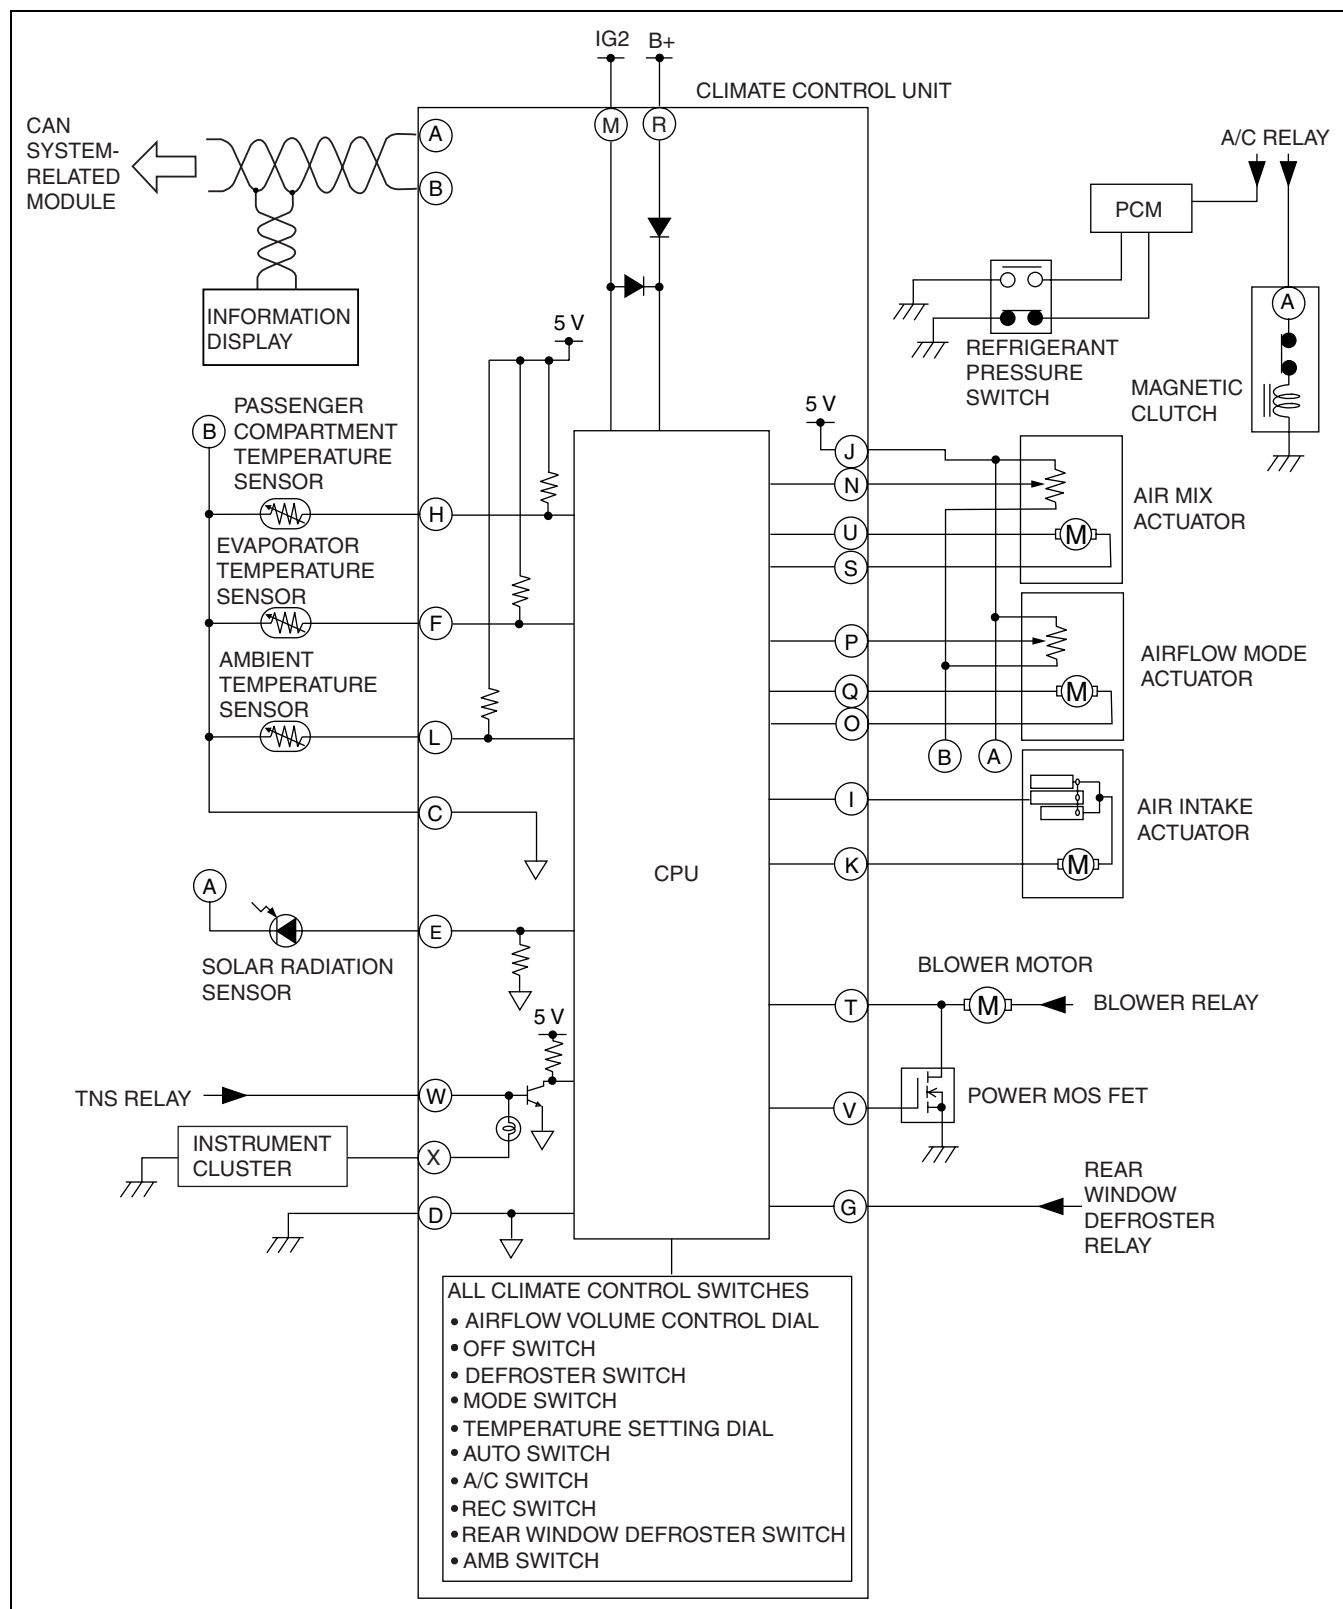 IG2 B+
CLIMATE CONTROL UNIT
CAN
SYSTEM-
RELATED
MODULE
A
B
M
R
A/C RELAY
PCM
INFORMATION
DISPLAY
REFRIGERANT
PRESSURE
SWITCH
A
MAGNETIC
CLUTCH
5 V
B
PASSENGER
COMPARTMENT
TEMPERATURE
SENSOR
H
EVAPORATOR
TEMPERATURE
SENSOR
F
AMBIENT
TEMPERATURE
SENSOR
L
C
A
E
SOLAR RADIATION
SENSOR
5 V
TNS RELAY
W
INSTRUMENT
CLUSTER
X
D
CPU
5 V
J
N
U
S
M
AIR MIX
ACTUATOR
P
Q
O
M
AIRFLOW MODE
ACTUATOR
B
A
I
K
M
AIR INTAKE
ACTUATOR
BLOWER MOTOR
T
M
BLOWER RELAY
V
POWER MOS FET
G
REAR
WINDOW
DEFROSTER
RELAY
ALL CLIMATE CONTROL SWITCHES
• AIRFLOW VOLUME CONTROL DIAL
• OFF SWITCH
• DEFROSTER SWITCH
• MODE SWITCH
• TEMPERATURE SETTING DIAL
• AUTO SWITCH
• A/C SWITCH
• REC SWITCH
• REAR WINDOW DEFROSTER SWITCH
• AMB SWITCH